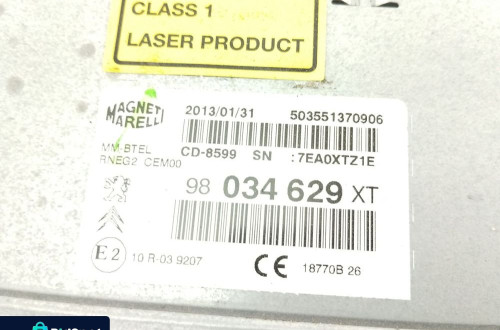 CLASS 1
LASER PRODUCT
MAGNETI
MARELLI
2013/01/31 503551370906
MM-BTEL CD-8599 SN :7EA0XTZ1E
RNEG2 CEM00
98 034 629 XT
E2 10 R-03 9207 CE 18770B 26